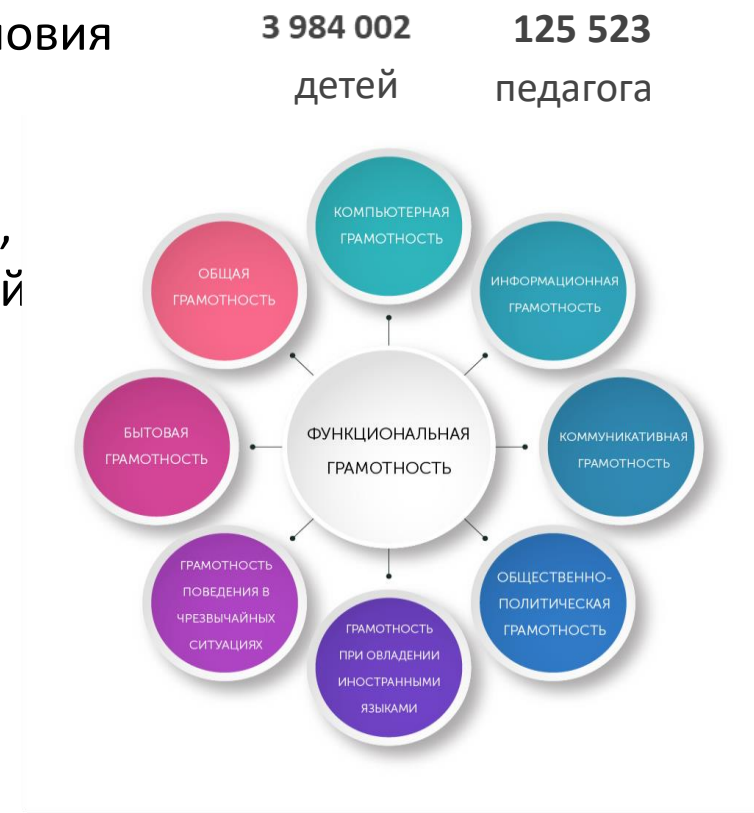 3 984 002
125 523
детей
педагога
КОМПЬЮТЕРНАЯ
ГРАМОТНОСТЬ
ОБЩАЯ
ГРАМОТНОСТЬ
ИНФОРМАЦИОННАЯ
ГРАМОТНОСТЬ
БЫТОВАЯ
ГРАМОТНОСТЬ
ФУНКЦИОНАЛЬНАЯ
ГРАМОТНОСТЬ
КОММУНИКАТИВНАЯ
ГРАМОТНОСТЬ
ГРАМОТНОСТЬ
ПОВЕДЕНИЯ В
ЧРЕЗВЫЧАЙНЫХ
СИТУАЦИЯХ
ОБЩЕСТВЕННО-
ПОЛИТИЧЕСКАЯ
ГРАМОТНОСТЬ
ГРАМОТНОСТЬ
ПРИ ОВЛАДЕНИИ
ИНОСТРАННЫМИ
ЯЗЫКАМИ